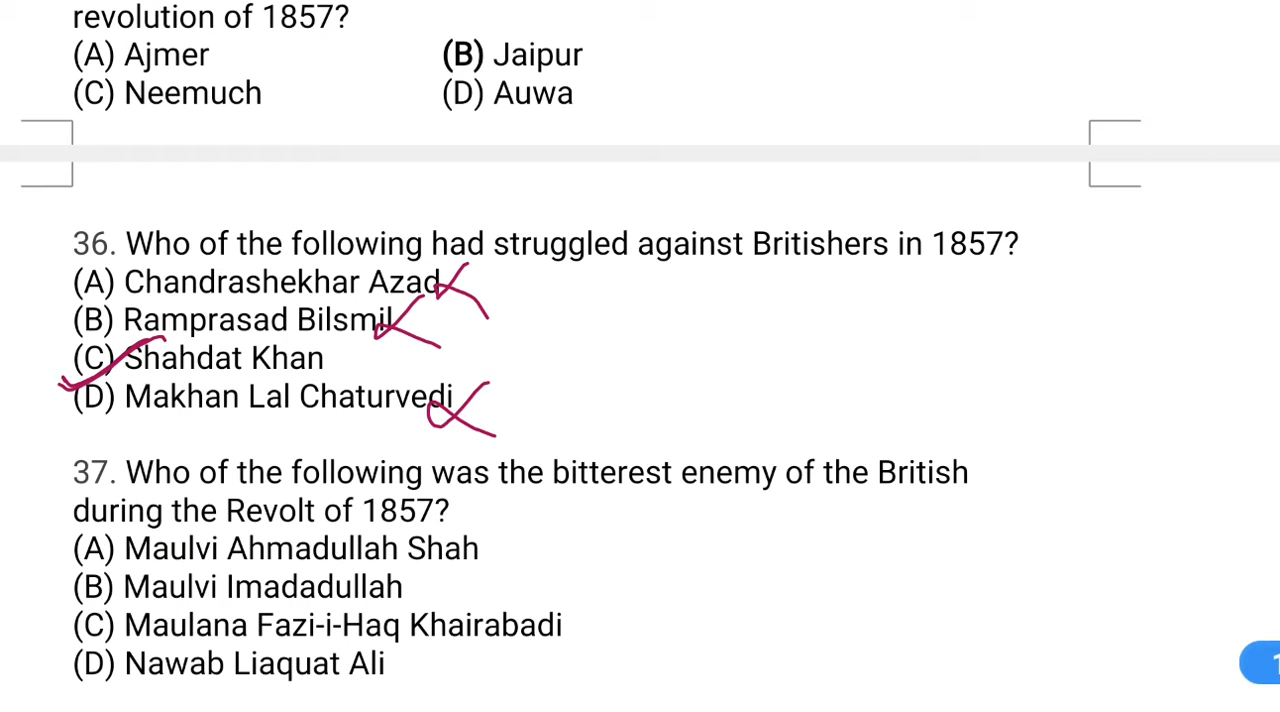 revolution of 1857?
(A) Ajmer (B) Jaipur
(C) Neemuch (D) Auwa
36. Who of the following had struggled against Britishers in 1857?
(A) Chandrashekhar Azad
(B) Ramprasad Bilsmil
(C) Shahdat Khan
(D) Makhan Lal Chaturvedi
37. Who of the following was the bitterest enemy of the British
during the Revolt of 1857?
(A) Maulvi Ahmadullah Shah
(B) Maulvi Imadadullah
(C) Maulana Fazi-i-Haq Khairabadi
(D) Nawab Liaquat Ali